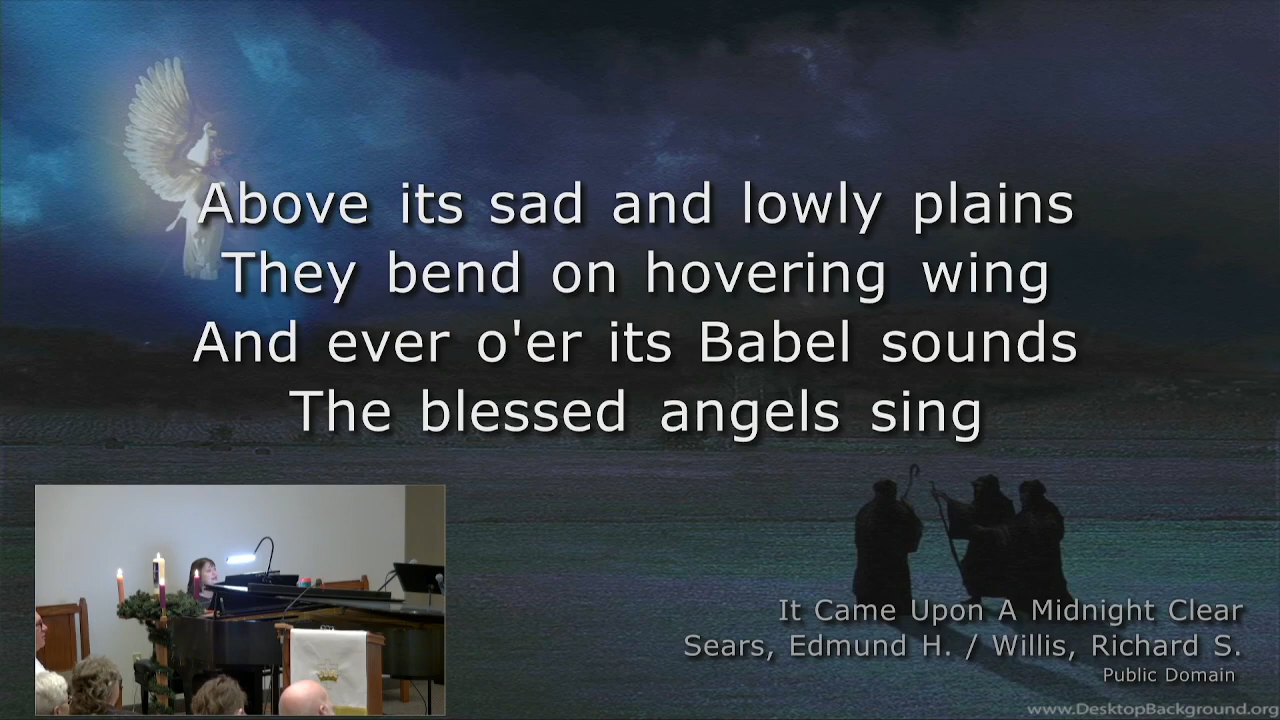 Above its sad and lowly plains
They bend on hovering wing
And ever o'er its Babel sounds
The blessed angels sing
It Came Upon A Midnight Clear
Sears, Edmund H. / Willis, Richard S.
Public Domain
www.DesktopBackground.org